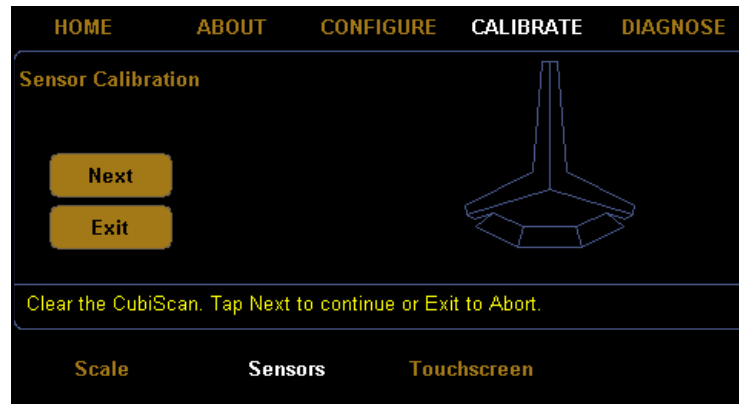 HOME ABOUT CONFIGURE CALIBRATE DIAGNOSE
Sensor Calibration
Next
Exit
Clear the CubiScan. Tap Next to continue or Exit to Abort.
Scale Sensors Touchscreen